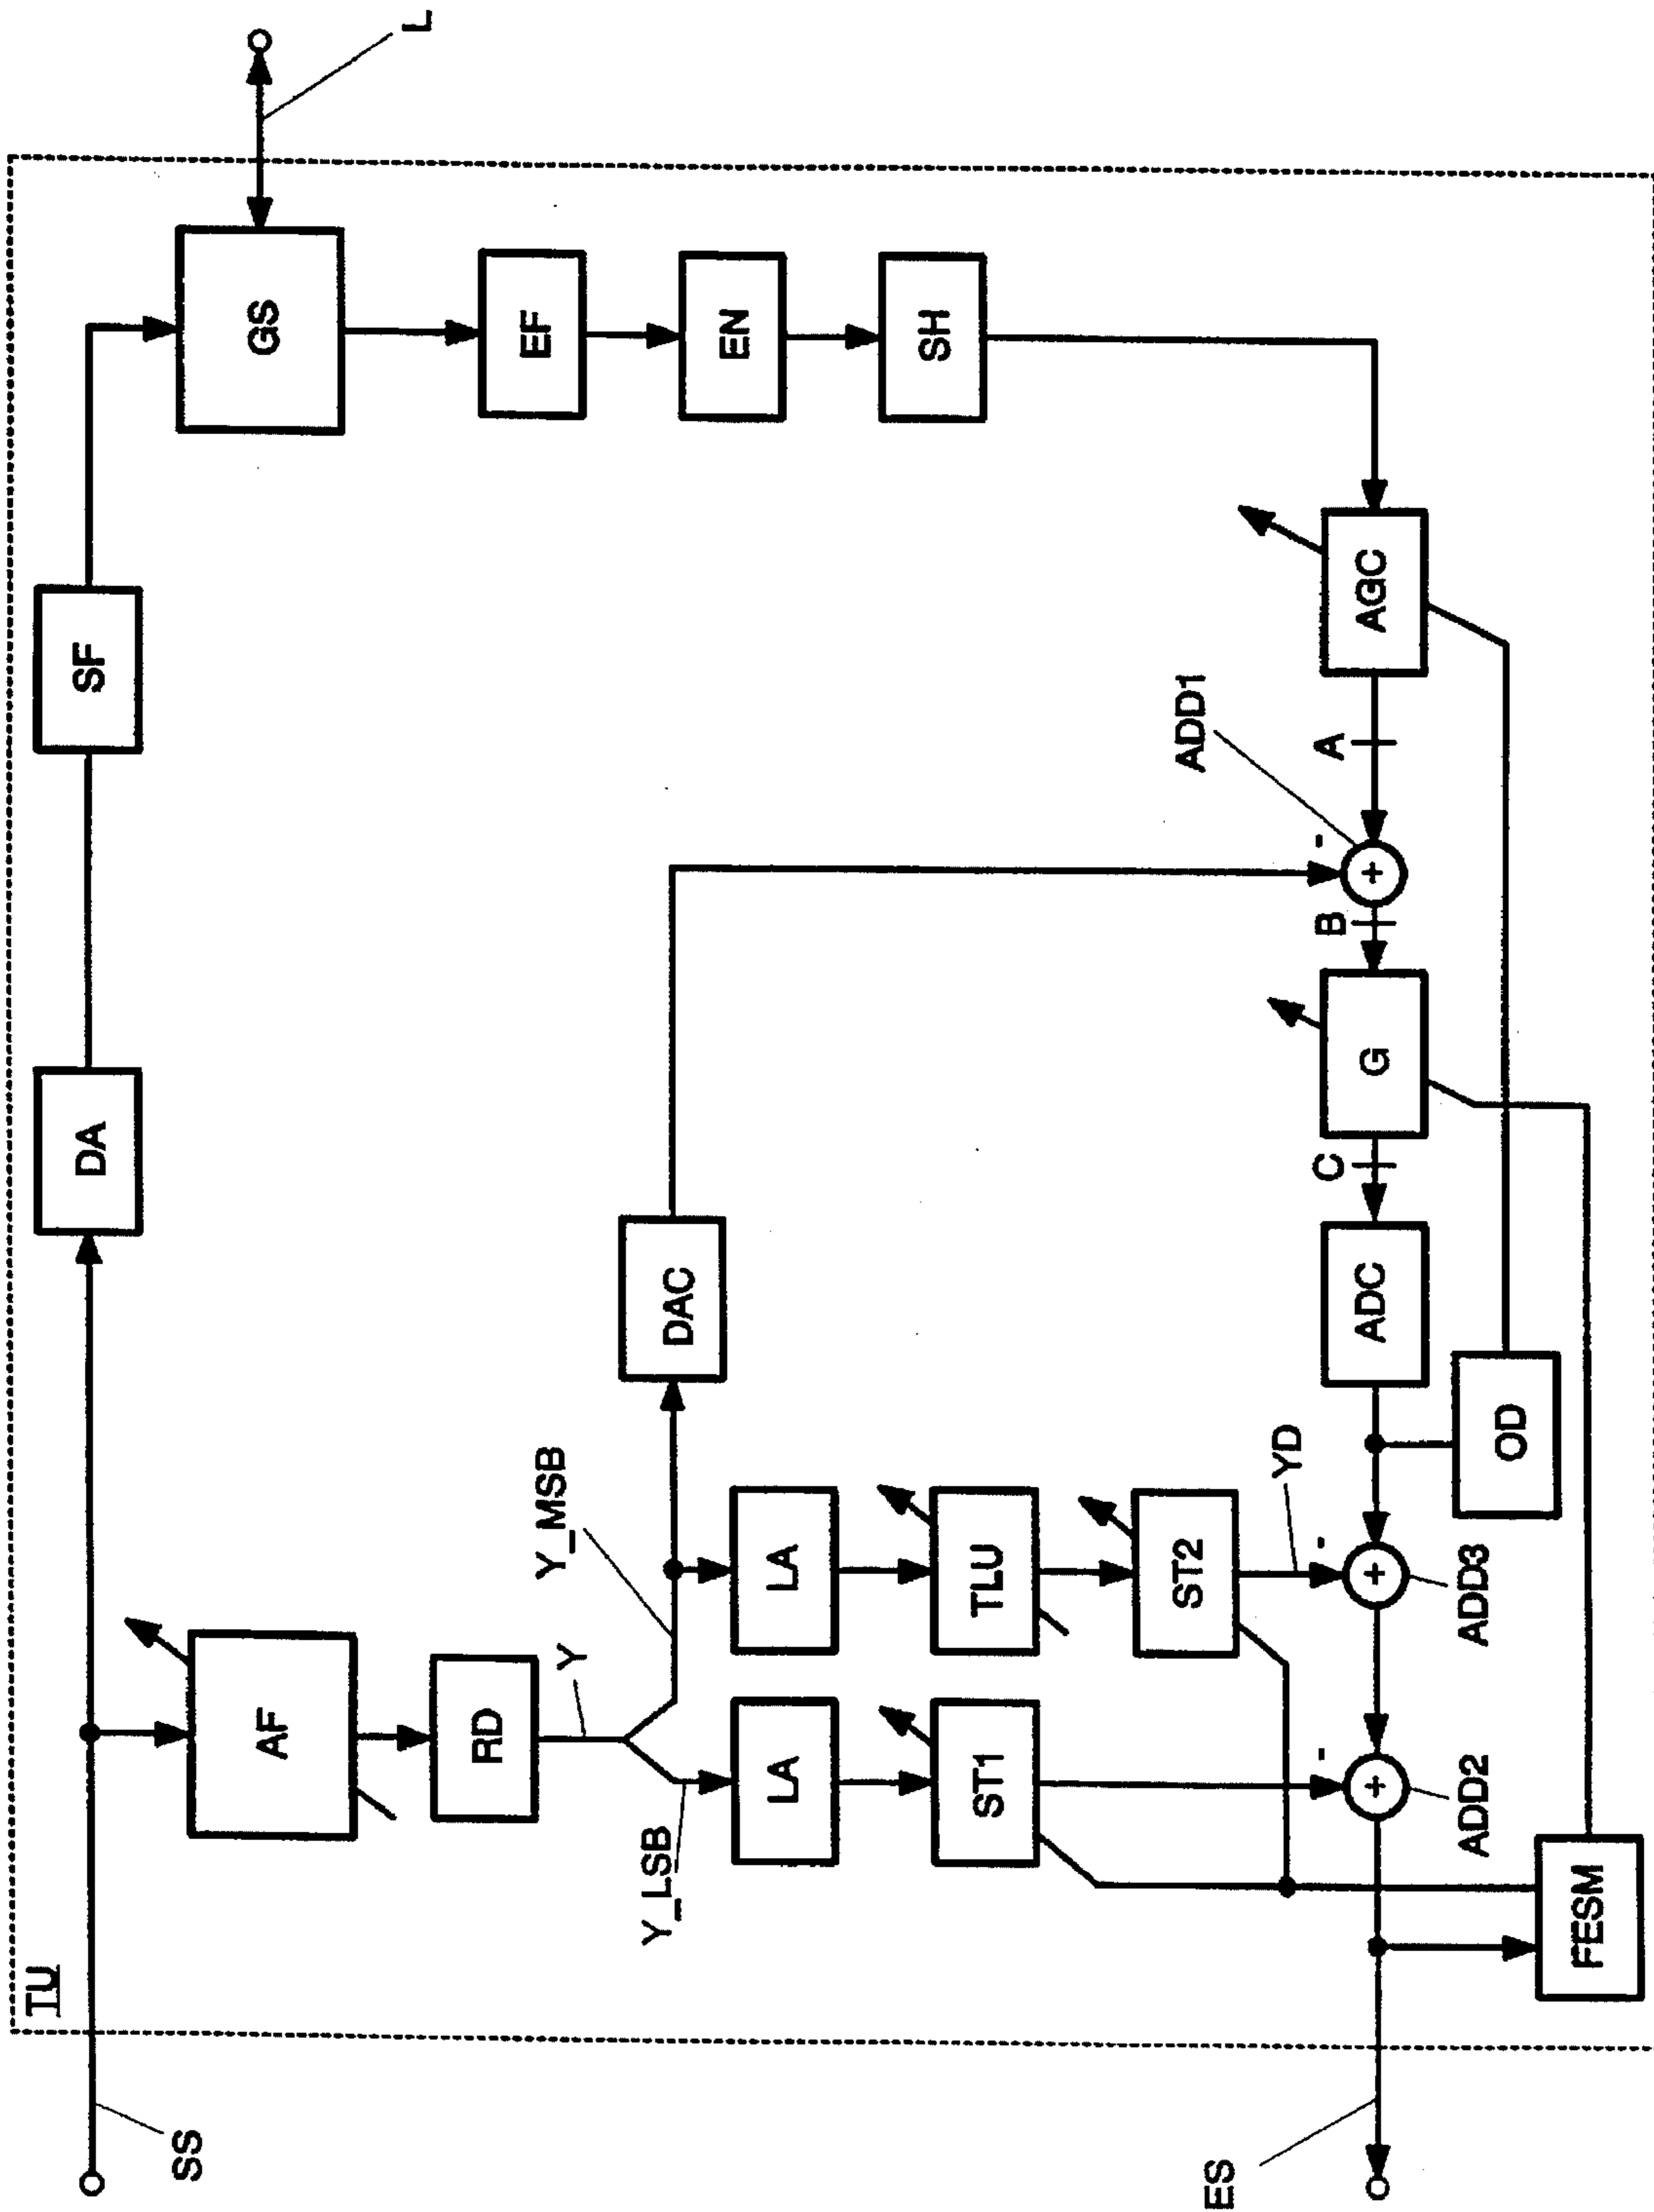 TU
SS
DA
SF
GS
L
AF
RD
Y
Y_LSB
Y_MSB
DAC
EF
EN
SH
LA
LA
ST1
TLU
ST2
YD
ADD1
-
+
A
B
C
AGC
G
ADC
OD
-
+
ADD3
-
+
ADD2
FESM
ES